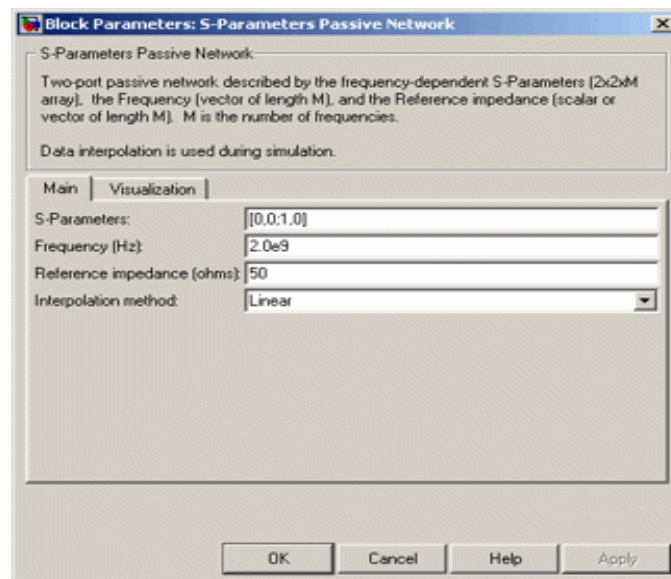 Block Parameters: S-Parameters Passive Network
S-Parameters Passive Network
Two-port passive network described by the frequency-dependent S-Parameters (2x2xM
array), the Frequency (vector of length M), and the Reference impedance (scalar or
vector of length M). M is the number of frequencies.
Data interpolation is used during simulation.
Main Visualization
S-Parameters: [0,0;1,0]
Frequency (Hz): 2.0e9
Reference impedance (ohms): 50
Interpolation method: Linear
OK Cancel Help Apply